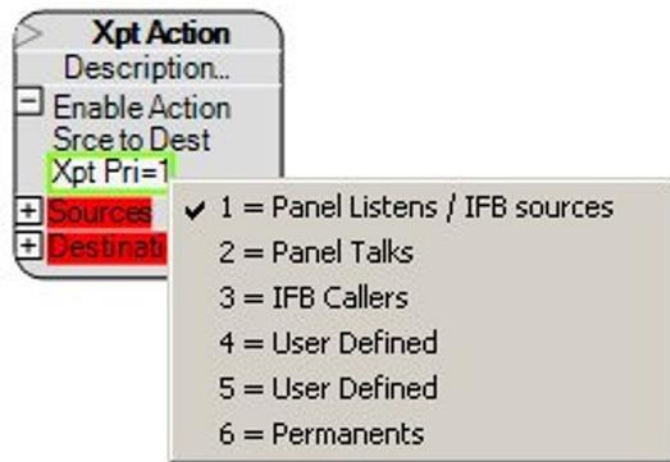 Xpt Action
Description...
Enable Action
Srce to Dest
Xpt Pri=1
Sources
Destinati
1 = Panel Listens / IFB sources
2 = Panel Talks
3 = IFB Callers
4 = User Defined
5 = User Defined
6 = Permanents